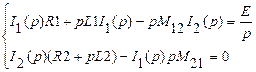 I₁(p)R1 + pL1I₁(p) − pM₁₂I₂(p) = E/p
I₂(p)(R2 + pL2) − I₁(p)pM₂₁ = 0